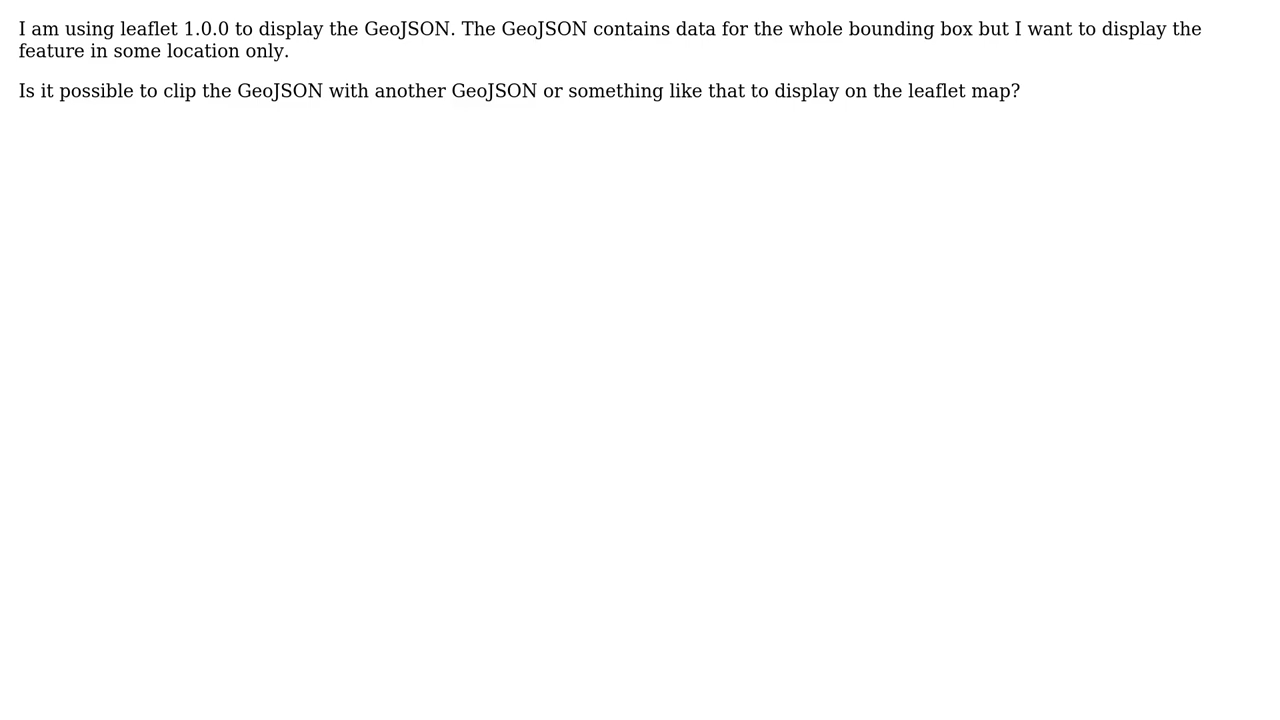 I am using leaflet 1.0.0 to display the GeoJSON. The GeoJSON contains data for the whole bounding box but I want to display the
feature in some location only.
Is it possible to clip the GeoJSON with another GeoJSON or something like that to display on the leaflet map?